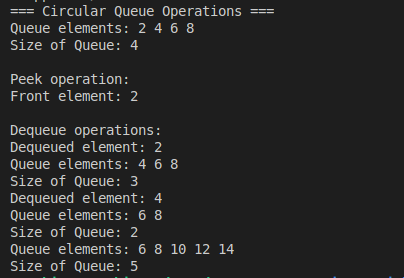 === Circular Queue Operations ===
Queue elements: 2 4 6 8
Size of Queue: 4
Peek operation:
Front element: 2
Dequeue operations:
Dequeued element: 2
Queue elements: 4 6 8
Size of Queue: 3
Dequeued element: 4
Queue elements: 6 8
Size of Queue: 2
Queue elements: 6 8 10 12 14
Size of Queue: 5